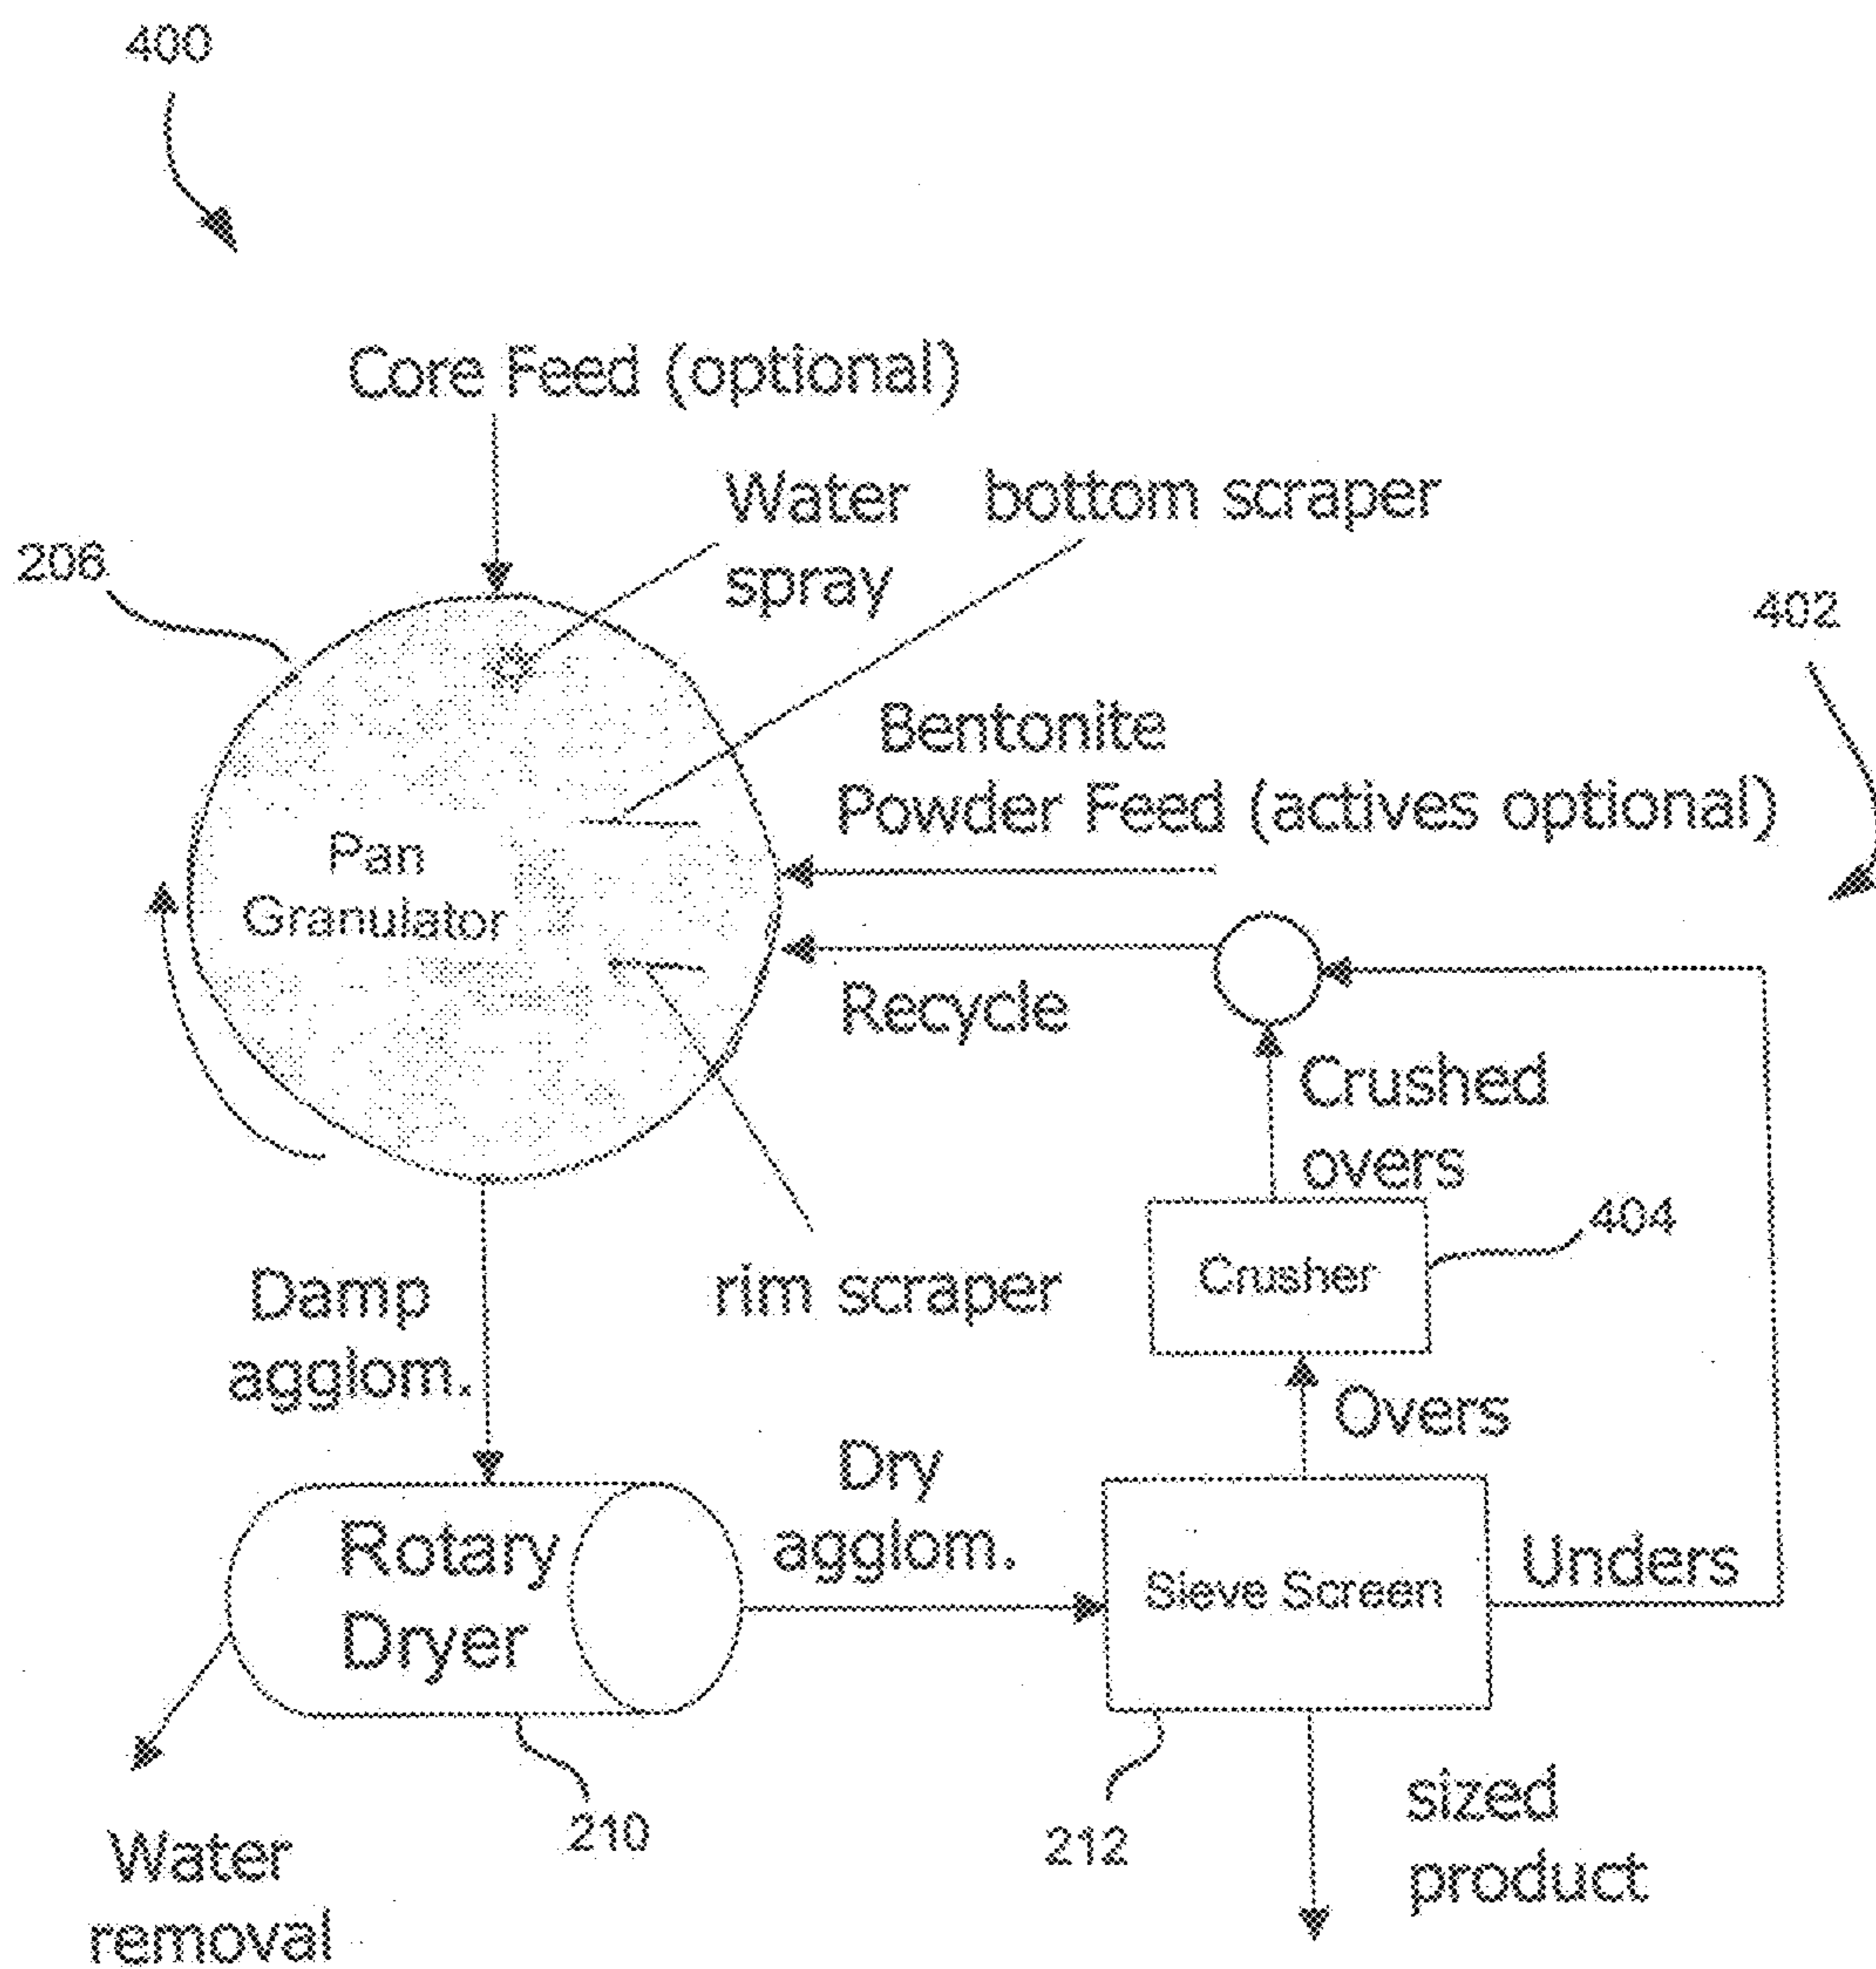 400
Core Feed (optional)
Water
spray
bottom scraper
206
402
Bentonite
Powder Feed (actives optional)
Pan
Granulator
Recycle
Crushed
overs
404
Crusher
rim scraper
Damp
agglom.
Overs
Dry
agglom.
Rotary
Dryer
Sieve Screen
Unders
210
212
Water
removal
sized
product